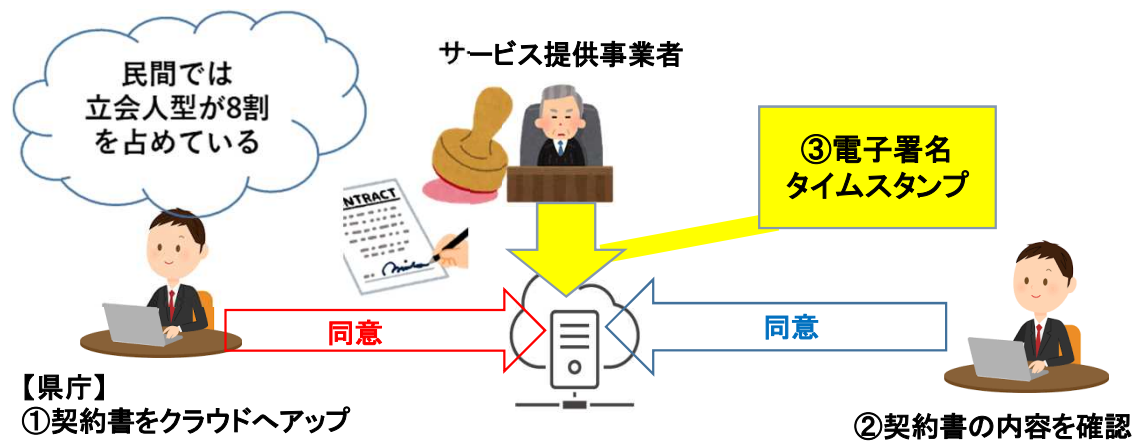 民間では
立会人型が8割
を占めている
サービス提供事業者
③電子署名
タイムスタンプ
NTRACT
同意
同意
【県庁】
①契約書をクラウドへアップ
②契約書の内容を確認